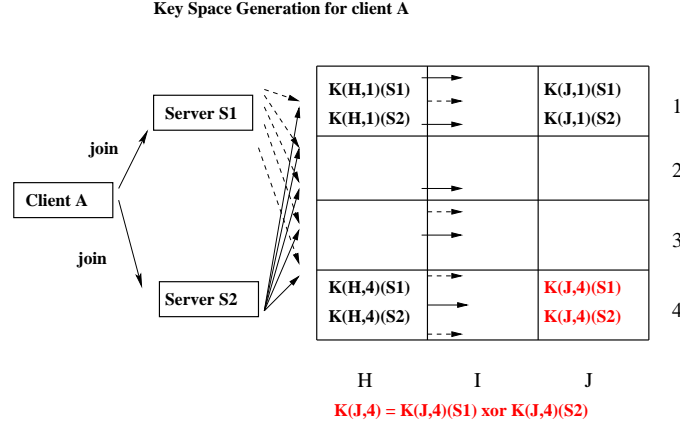 Key Space Generation for client A
K(H,1)(S1)
K(J,1)(S1)
Server S1
1
K(H,1)(S2)
K(J,1)(S2)
join
2
Client A
3
join
K(H,4)(S1)
K(J,4)(S1)
Server S2
4
K(H,4)(S2)
K(J,4)(S2)
H
I
J
K(J,4) = K(J,4)(S1) xor K(J,4)(S2)